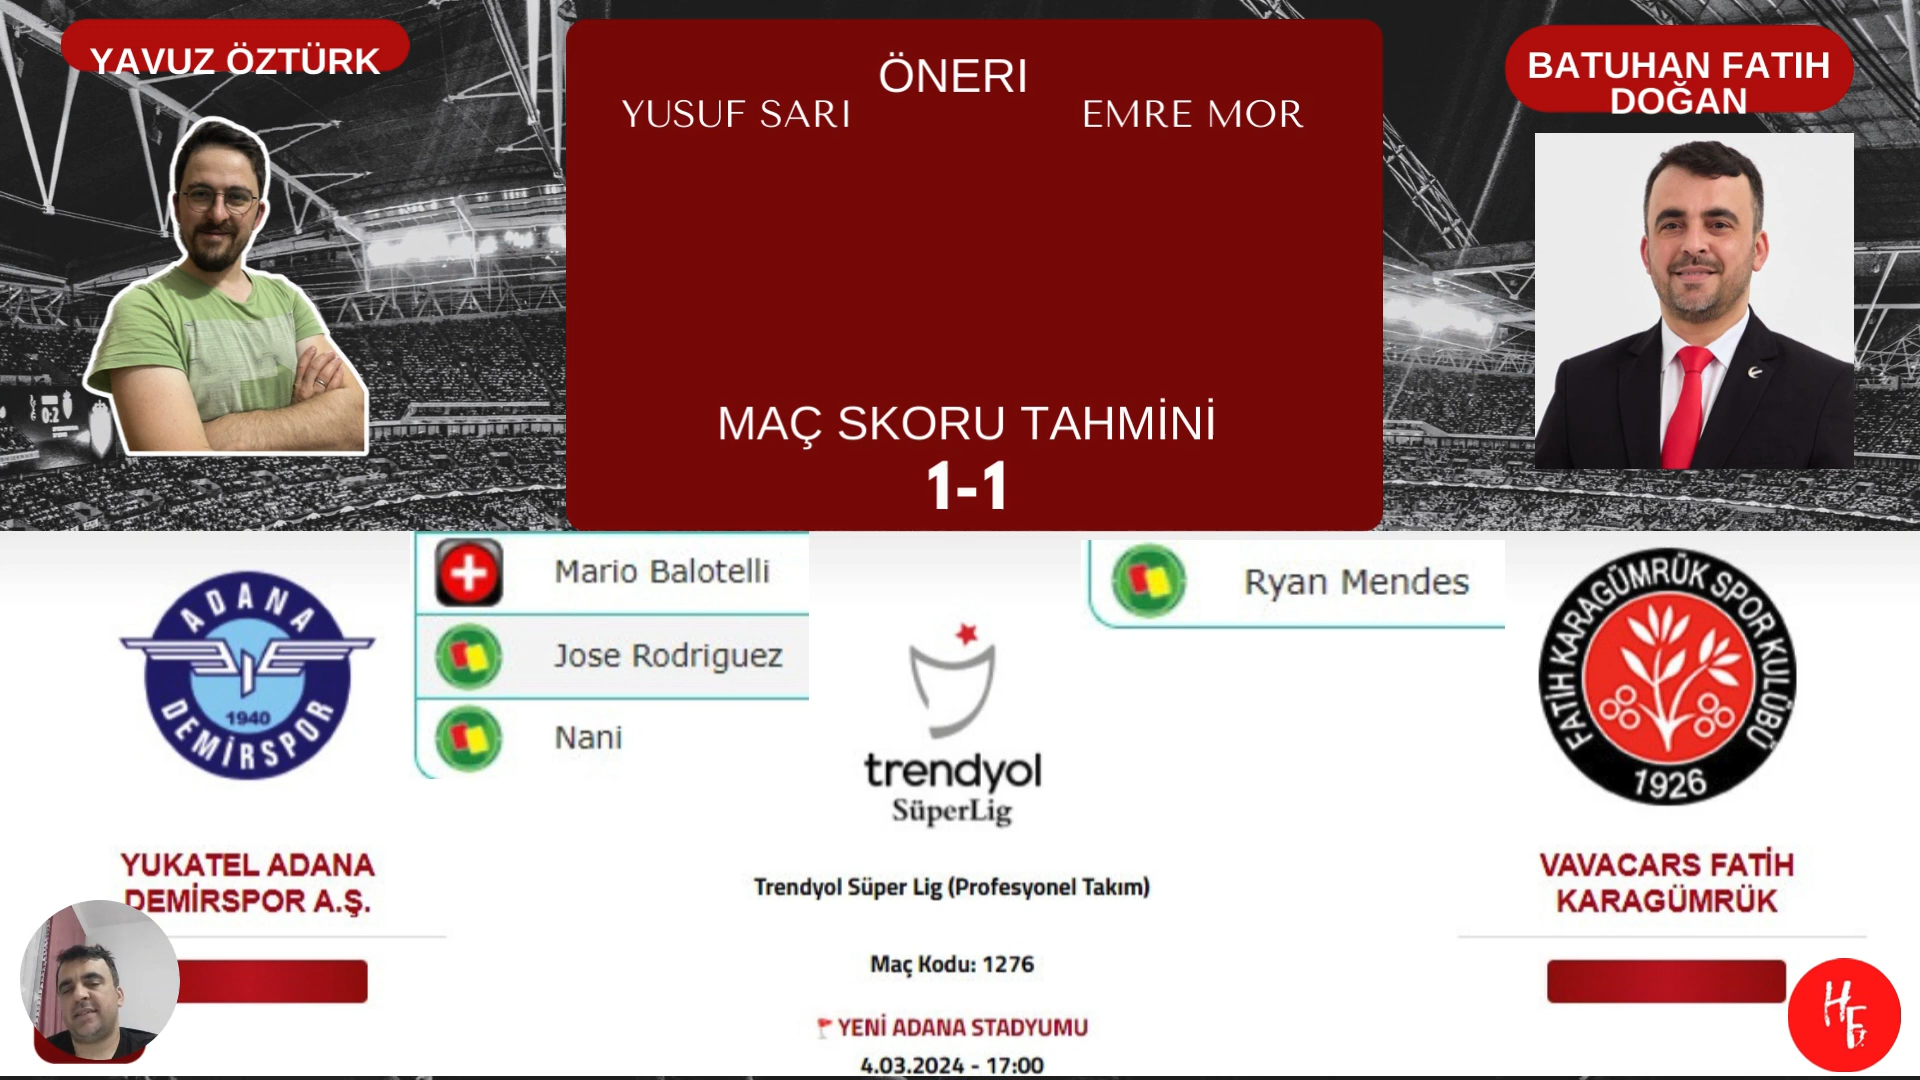 YAVUZ ÖZTÜRK
ÖNERI
YUSUF SARI
EMRE MOR
BATUHAN FATIH
DOĞAN
MAÇ SKORU TAHMİNİ
1-1
0:2
Mario Balotelli
Jose Rodriguez
Nani
Ryan Mendes
ADANA
1940
DEMİRSPOR
trendyol
SüperLig
FATİH KARAGÜMRÜK SPOR KULÜBÜ
1926
YUKATEL ADANA
DEMİRSPOR A.Ş.
VAVACARS FATİH
KARAGÜMRÜK
Trendyol Süper Lig (Profesyonel Takım)
Maç Kodu: 1276
YENİ ADANA STADYUMU
4.03.2024 - 17:00